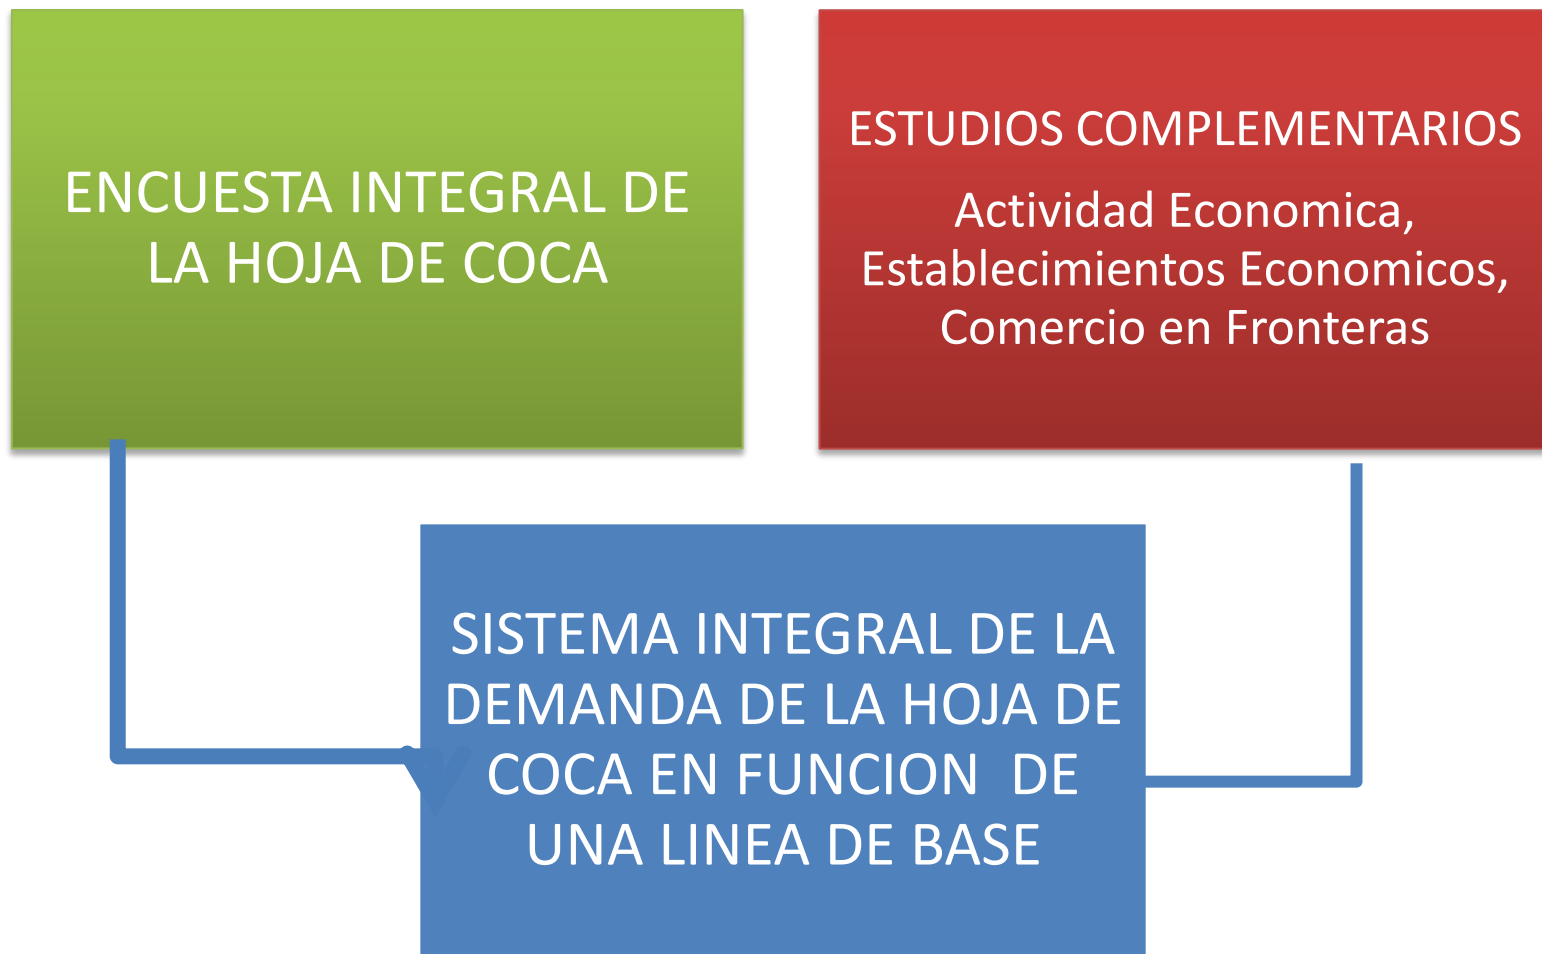 ENCUESTA INTEGRAL DE
LA HOJA DE COCA
ESTUDIOS COMPLEMENTARIOS
Actividad Economica,
Establecimientos Economicos,
Comercio en Fronteras
SISTEMA INTEGRAL DE LA
DEMANDA DE LA HOJA DE
COCA EN FUNCION DE
UNA LINEA DE BASE